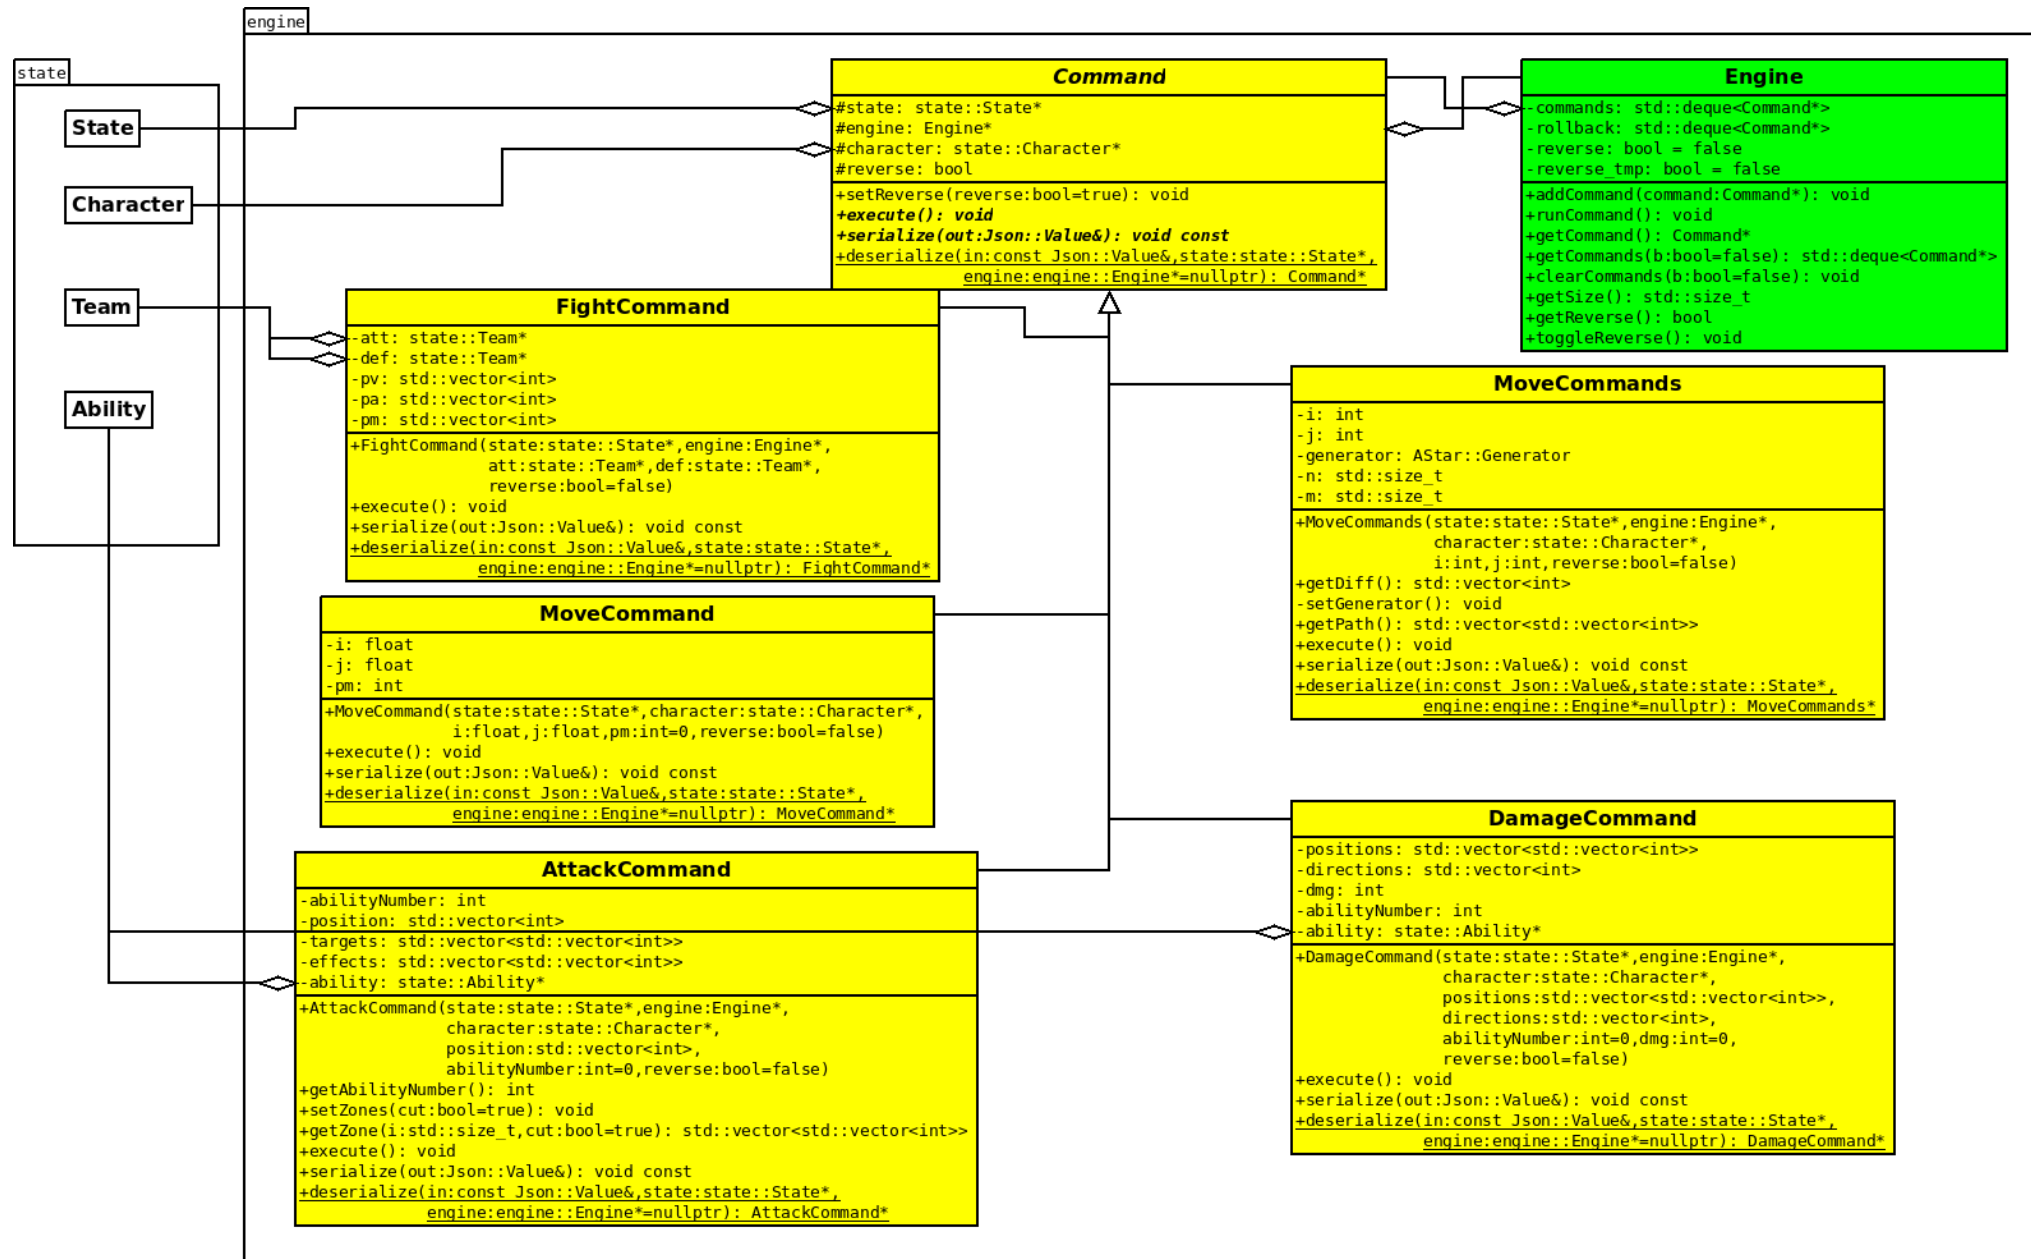 engine
state
State
Character
Team
Ability
Command
#state: state::State*
#engine: Engine*
#character: state::Character*
#reverse: bool
+setReverse(reverse:bool=true): void
+execute(): void
+serialize(out:Json::Value&): void const
+deserialize(in:const Json::Value&,state:state::State*,
engine:engine::Engine*=nullptr): Command*
Engine
-commands: std::deque<Command*>
-rollback: std::deque<Command*>
-reverse: bool = false
-reverse_tmp: bool = false
+addCommand(command:Command*): void
+runCommand(): void
+getCommand(): Command*
+getCommands(b:bool=false): std::deque<Command*>
+clearCommands(b:bool=false): void
+getSize(): std::size_t
+getReverse(): bool
+toggleReverse(): void
FightCommand
-att: state::Team*
-def: state::Team*
-pv: std::vector<int>
-pa: std::vector<int>
-pm: std::vector<int>
+FightCommand(state:state::State*,engine:Engine*,
att:state::Team*,def:state::Team*,
reverse:bool=false)
+execute(): void
+serialize(out:Json::Value&): void const
+deserialize(in:const Json::Value&,state:state::State*,
engine:engine::Engine*=nullptr): FightCommand*
MoveCommands
-i: int
-j: int
-generator: AStar::Generator
-n: std::size_t
-m: std::size_t
+MoveCommands(state:state::State*,engine:Engine*,
character:state::Character*,
i:int,j:int,reverse:bool=false)
+getDiff(): std::vector<int>
-setGenerator(): void
+getPath(): std::vector<std::vector<int>>
+execute(): void
+serialize(out:Json::Value&): void const
+deserialize(in:const Json::Value&,state:state::State*,
engine:engine::Engine*=nullptr): MoveCommands*
MoveCommand
-i: float
-j: float
-pm: int
+MoveCommand(state:state::State*,character:state::Character*,
i:float,j:float,pm:int=0,reverse:bool=false)
+execute(): void
+serialize(out:Json::Value&): void const
+deserialize(in:const Json::Value&,state:state::State*,
engine:engine::Engine*=nullptr): MoveCommand*
AttackCommand
-abilityNumber: int
-position: std::vector<int>
-targets: std::vector<std::vector<int>>
-effects: std::vector<std::vector<int>>
-ability: state::Ability*
+AttackCommand(state:state::State*,engine:Engine*,
character:state::Character*,
position:std::vector<int>,
abilityNumber:int=0,reverse:bool=false)
+getAbilityNumber(): int
+setZones(cut:bool=true): void
+getZone(i:std::size_t,cut:bool=true): std::vector<std::vector<int>>
+execute(): void
+serialize(out:Json::Value&): void const
+deserialize(in:const Json::Value&,state:state::State*,
engine:engine::Engine*=nullptr): AttackCommand*
DamageCommand
-positions: std::vector<std::vector<int>>
-directions: std::vector<int>
-dmg: int
-abilityNumber: int
-ability: state::Ability*
+DamageCommand(state:state::State*,engine:Engine*,
character:state::Character*,
positions:std::vector<std::vector<int>>,
directions:std::vector<int>,
abilityNumber:int=0,dmg:int=0,
reverse:bool=false)
+execute(): void
+serialize(out:Json::Value&): void const
+deserialize(in:const Json::Value&,state:state::State*,
engine:engine::Engine*=nullptr): DamageCommand*